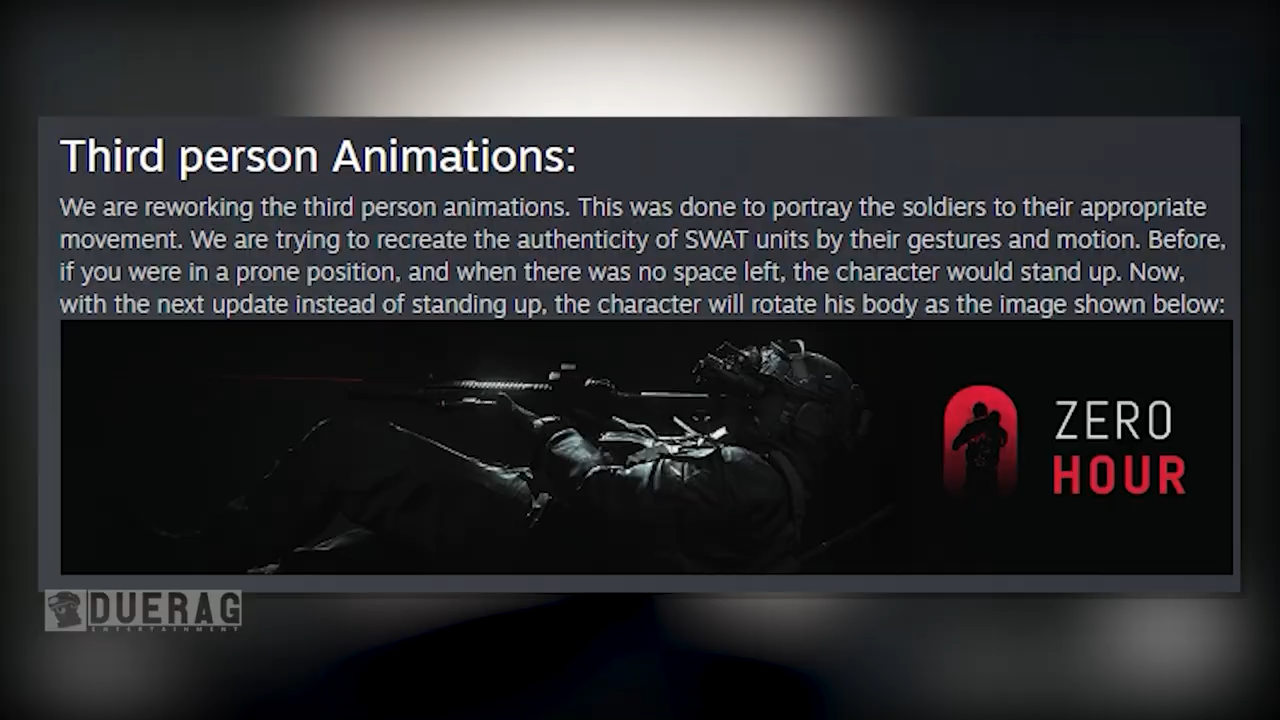 Third person Animations:
We are reworking the third person animations. This was done to portray the soldiers to their appropriate
movement. We are trying to recreate the authenticity of SWAT units by their gestures and motion. Before,
if you were in a prone position, and when there was no space left, the character would stand up. Now,
with the next update instead of standing up, the character will rotate his body as the image shown below:
ZERO
HOUR
DUERAG
ENTERTAINMENT